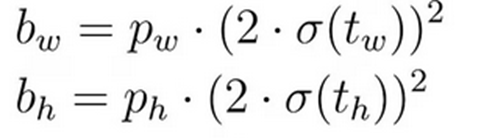 b_w = p_w · (2 · σ(t_w))²
b_h = p_h · (2 · σ(t_h))²